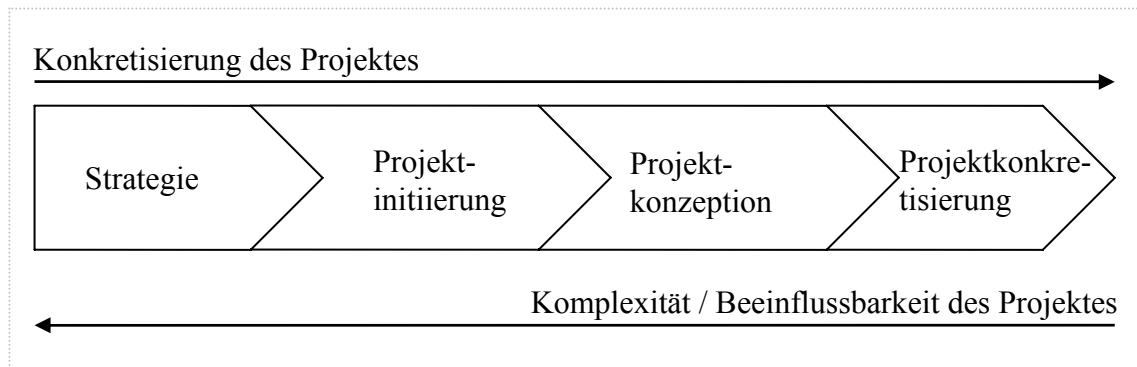 Konkretisierung des Projektes
Strategie
Projekt-
initiierung
Projekt-
konzeption
Projektkonkre-
tisierung
Komplexität / Beeinflussbarkeit des Projektes